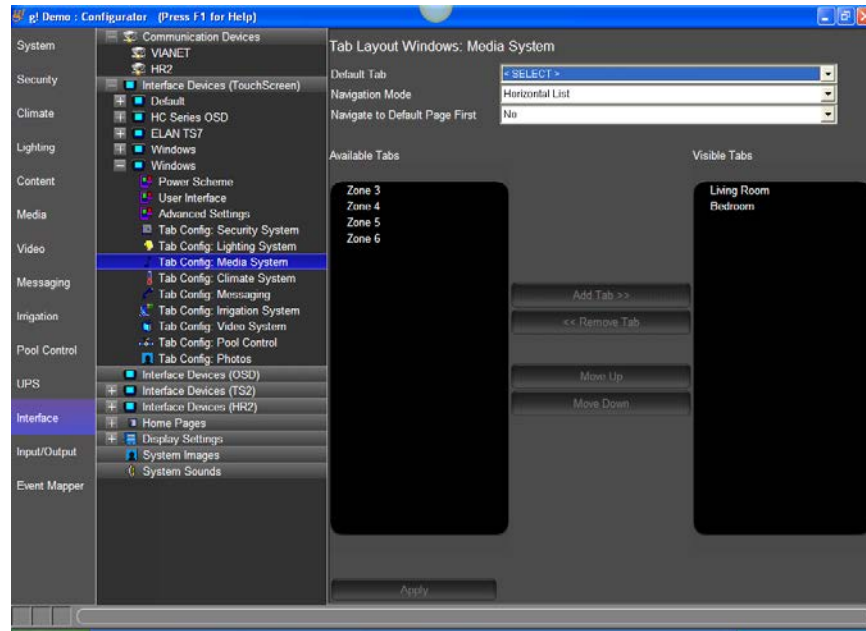 g! Demo : Configurator (Press F1 for Help)
System
Security
Climate
Lighting
Content
Media
Video
Messaging
Irrigation
Pool Control
UPS
Interface
Input/Output
Event Mapper
Communication Devices
VIANET
HR2
Interface Devices (TouchScreen)
Default
HC Series OSD
ELAN TS7
Windows
Windows
Power Scheme
User Interface
Advanced Settings
Tab Config: Security System
Tab Config: Lighting System
Tab Config: Media System
Tab Config: Climate System
Tab Config: Messaging
Tab Config: Irrigation System
Tab Config: Video System
Tab Config: Pool Control
Tab Config: Photos
Interface Devices (OSD)
Interface Devices (TS2)
Interface Devices (HR2)
Home Pages
Display Settings
System Images
System Sounds
Tab Layout Windows: Media System
Default Tab < SELECT >
Navigation Mode Horizontal List
Navigate to Default Page First No
Available Tabs
Zone 3
Zone 4
Zone 5
Zone 6
Add Tab >>
<< Remove Tab
Move Up
Move Down
Visible Tabs
Living Room
Bedroom
Apply